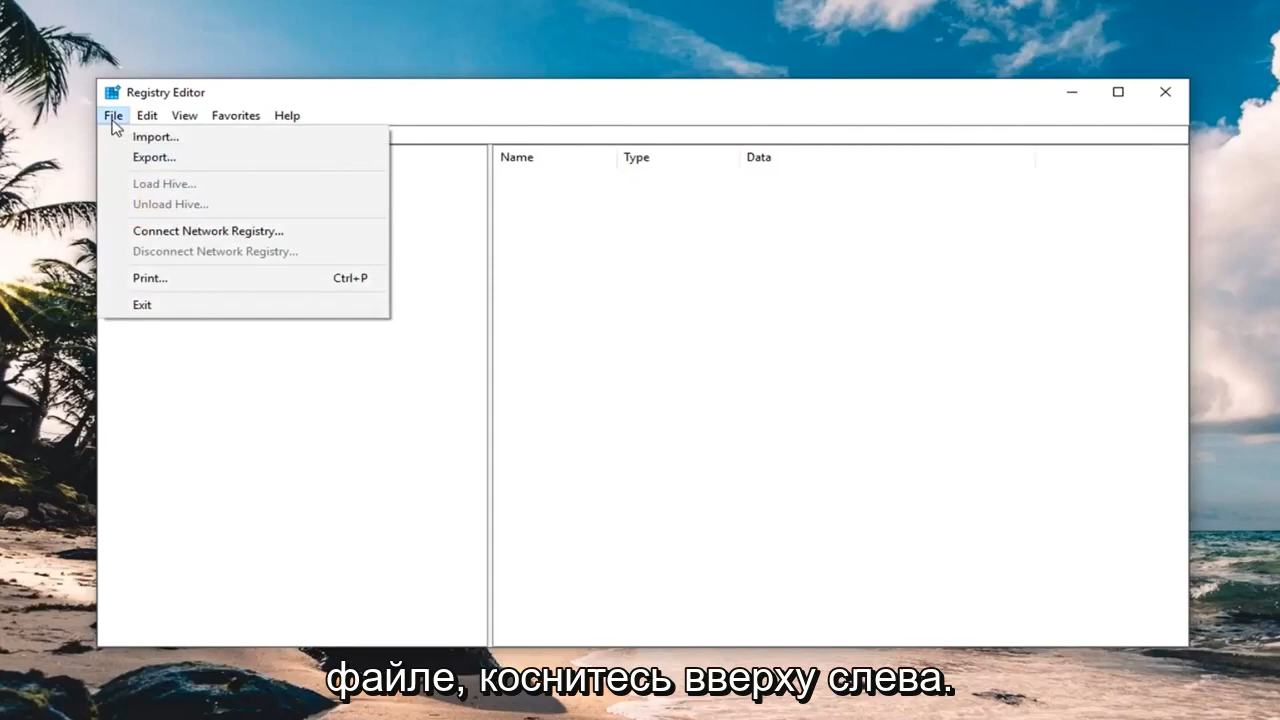 Registry Editor
File Edit View Favorites Help
Import...
Export...
Load Hive...
Unload Hive...
Connect Network Registry...
Disconnect Network Registry...
Print... Ctrl+P
Exit
Name Type Data
файле, коснитесь вверху слева.